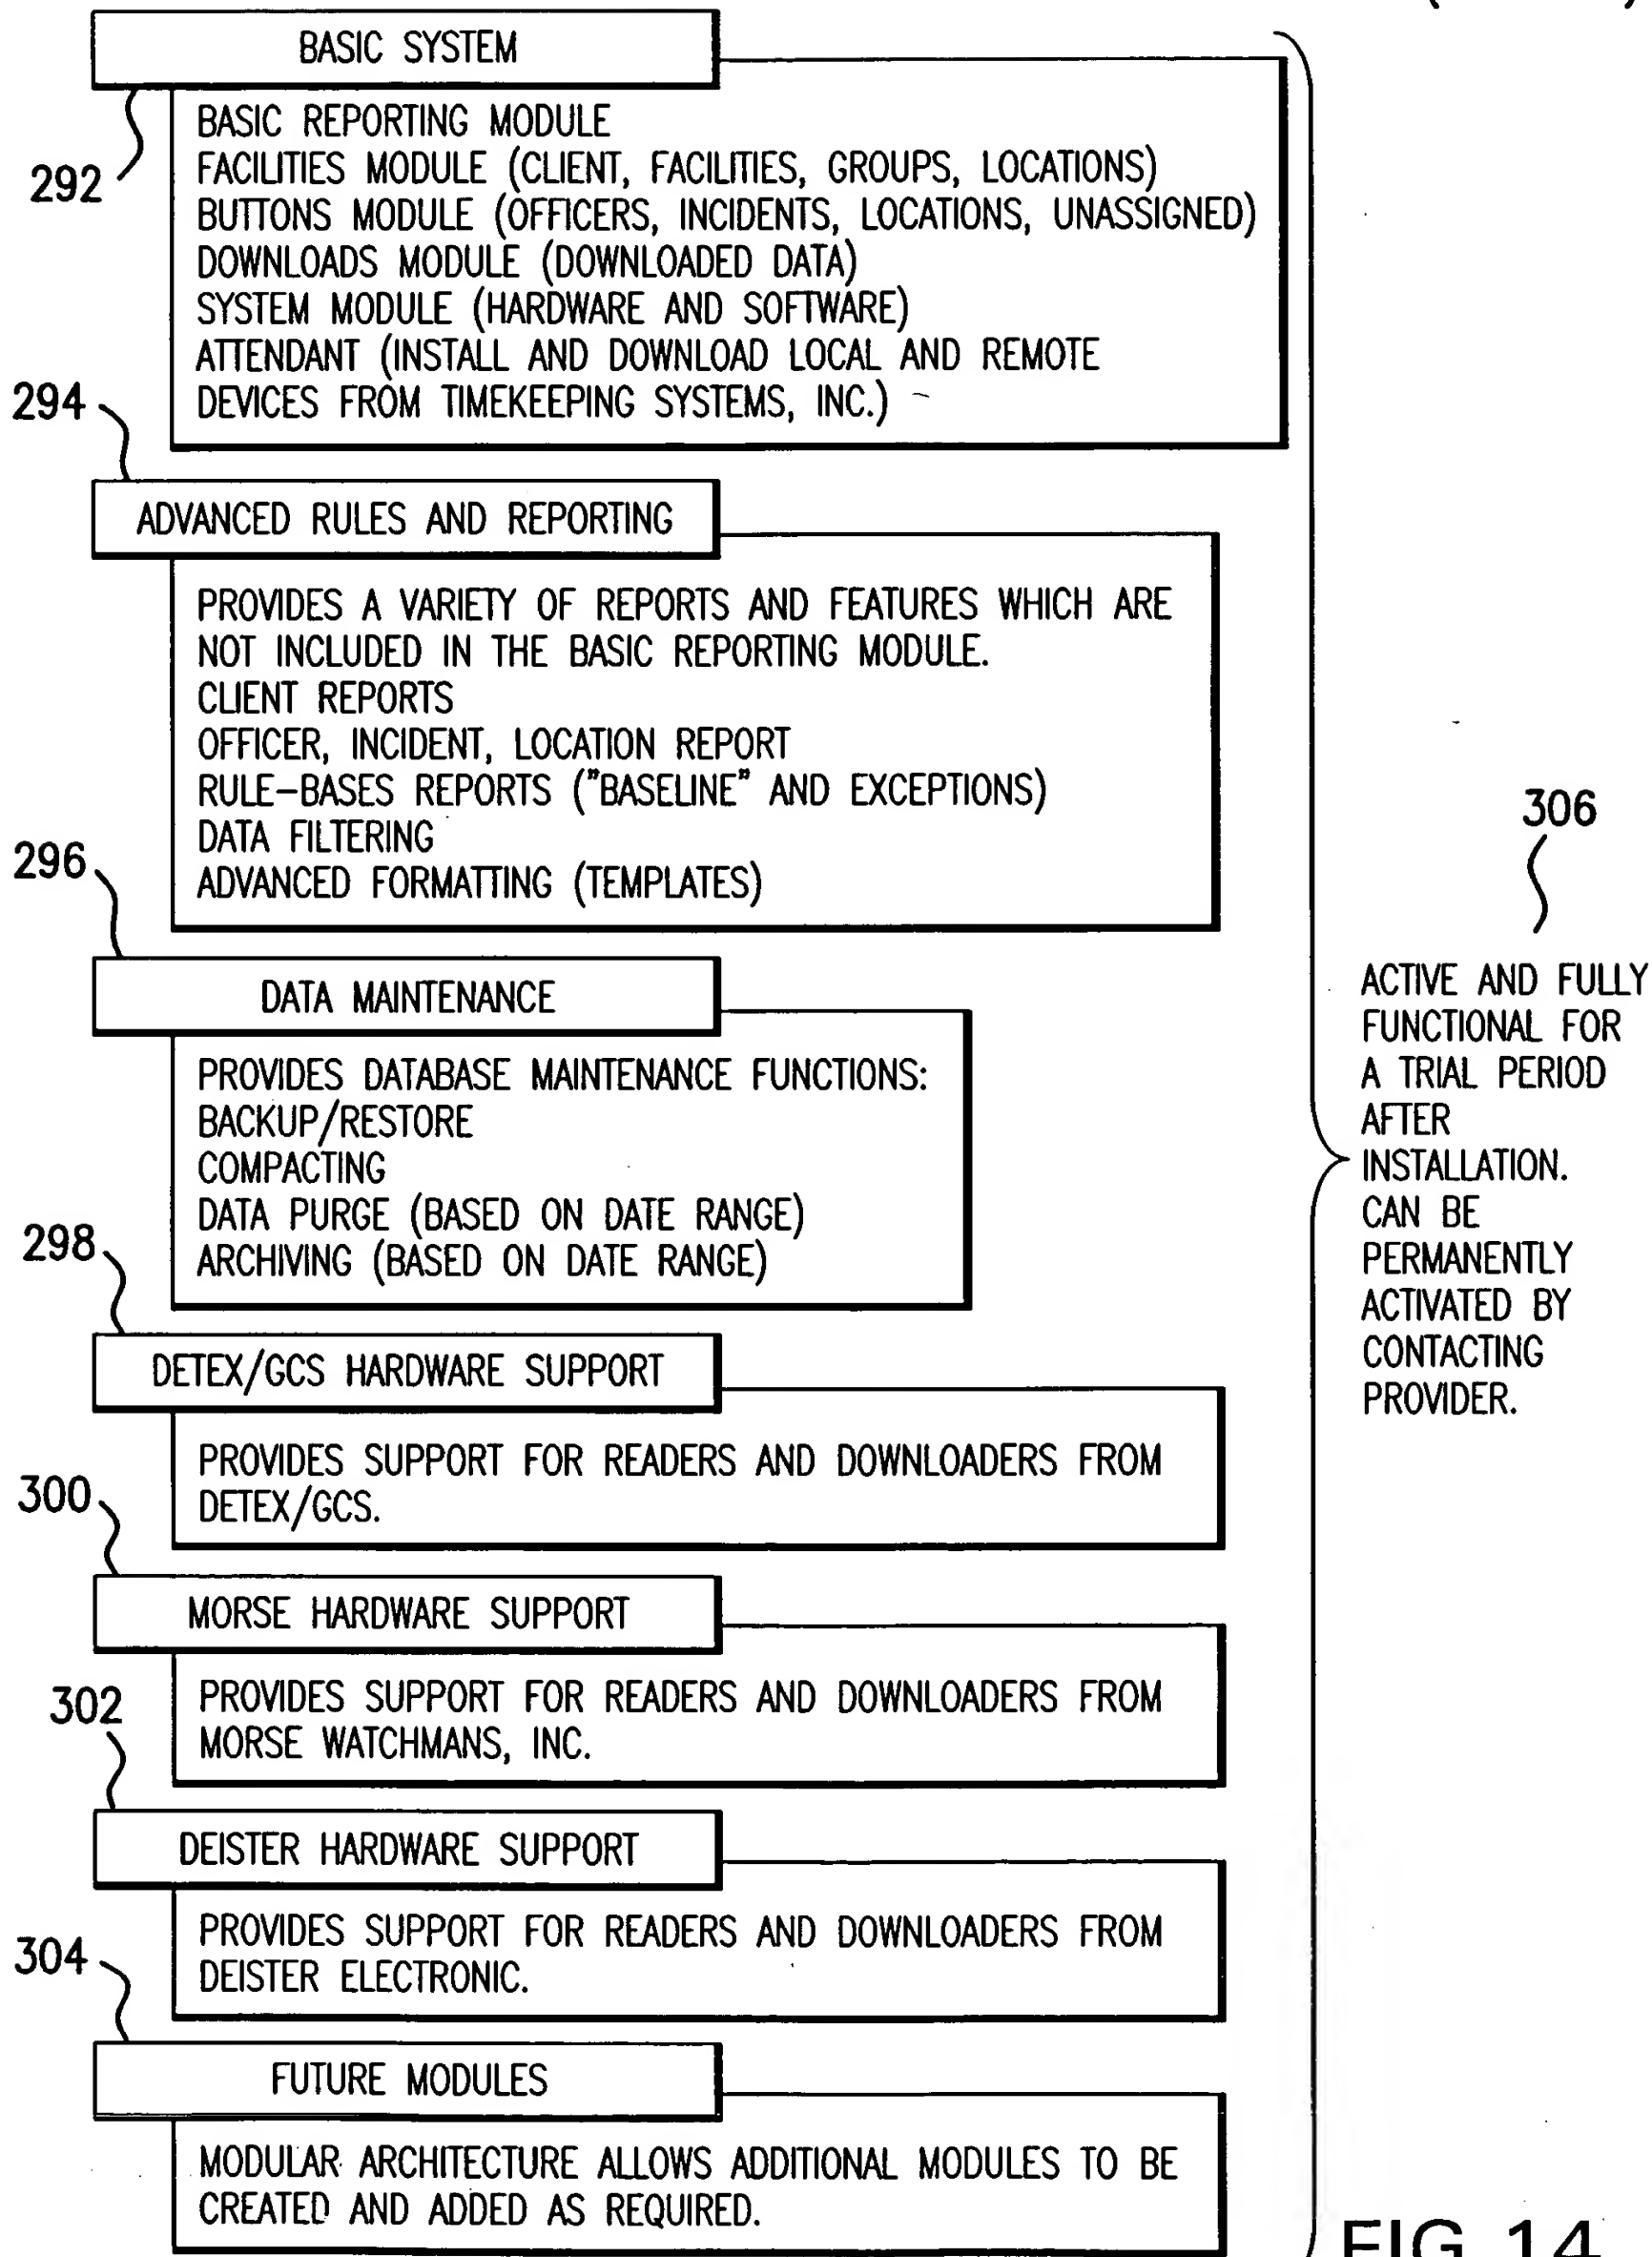 BASIC SYSTEM
292
BASIC REPORTING MODULE
FACILITIES MODULE (CLIENT, FACILITIES, GROUPS, LOCATIONS)
BUTTONS MODULE (OFFICERS, INCIDENTS, LOCATIONS, UNASSIGNED)
DOWNLOADS MODULE (DOWNLOADED DATA)
SYSTEM MODULE (HARDWARE AND SOFTWARE)
ATTENDANT (INSTALL AND DOWNLOAD LOCAL AND REMOTE
DEVICES FROM TIMEKEEPING SYSTEMS, INC.)
294
ADVANCED RULES AND REPORTING
PROVIDES A VARIETY OF REPORTS AND FEATURES WHICH ARE
NOT INCLUDED IN THE BASIC REPORTING MODULE.
CLIENT REPORTS
OFFICER, INCIDENT, LOCATION REPORT
RULE-BASES REPORTS ("BASELINE" AND EXCEPTIONS)
DATA FILTERING
ADVANCED FORMATTING (TEMPLATES)
296
DATA MAINTENANCE
PROVIDES DATABASE MAINTENANCE FUNCTIONS:
BACKUP/RESTORE
COMPACTING
DATA PURGE (BASED ON DATE RANGE)
ARCHIVING (BASED ON DATE RANGE)
298
DETEX/GCS HARDWARE SUPPORT
PROVIDES SUPPORT FOR READERS AND DOWNLOADERS FROM
DETEX/GCS.
300
MORSE HARDWARE SUPPORT
PROVIDES SUPPORT FOR READERS AND DOWNLOADERS FROM
MORSE WATCHMANS, INC.
302
DEISTER HARDWARE SUPPORT
PROVIDES SUPPORT FOR READERS AND DOWNLOADERS FROM
DEISTER ELECTRONIC.
304
FUTURE MODULES
MODULAR ARCHITECTURE ALLOWS ADDITIONAL MODULES TO BE
CREATED AND ADDED AS REQUIRED.
306
ACTIVE AND FULLY
FUNCTIONAL FOR
A TRIAL PERIOD
AFTER
INSTALLATION.
CAN BE
PERMANENTLY
ACTIVATED BY
CONTACTING
PROVIDER.
FIG 14